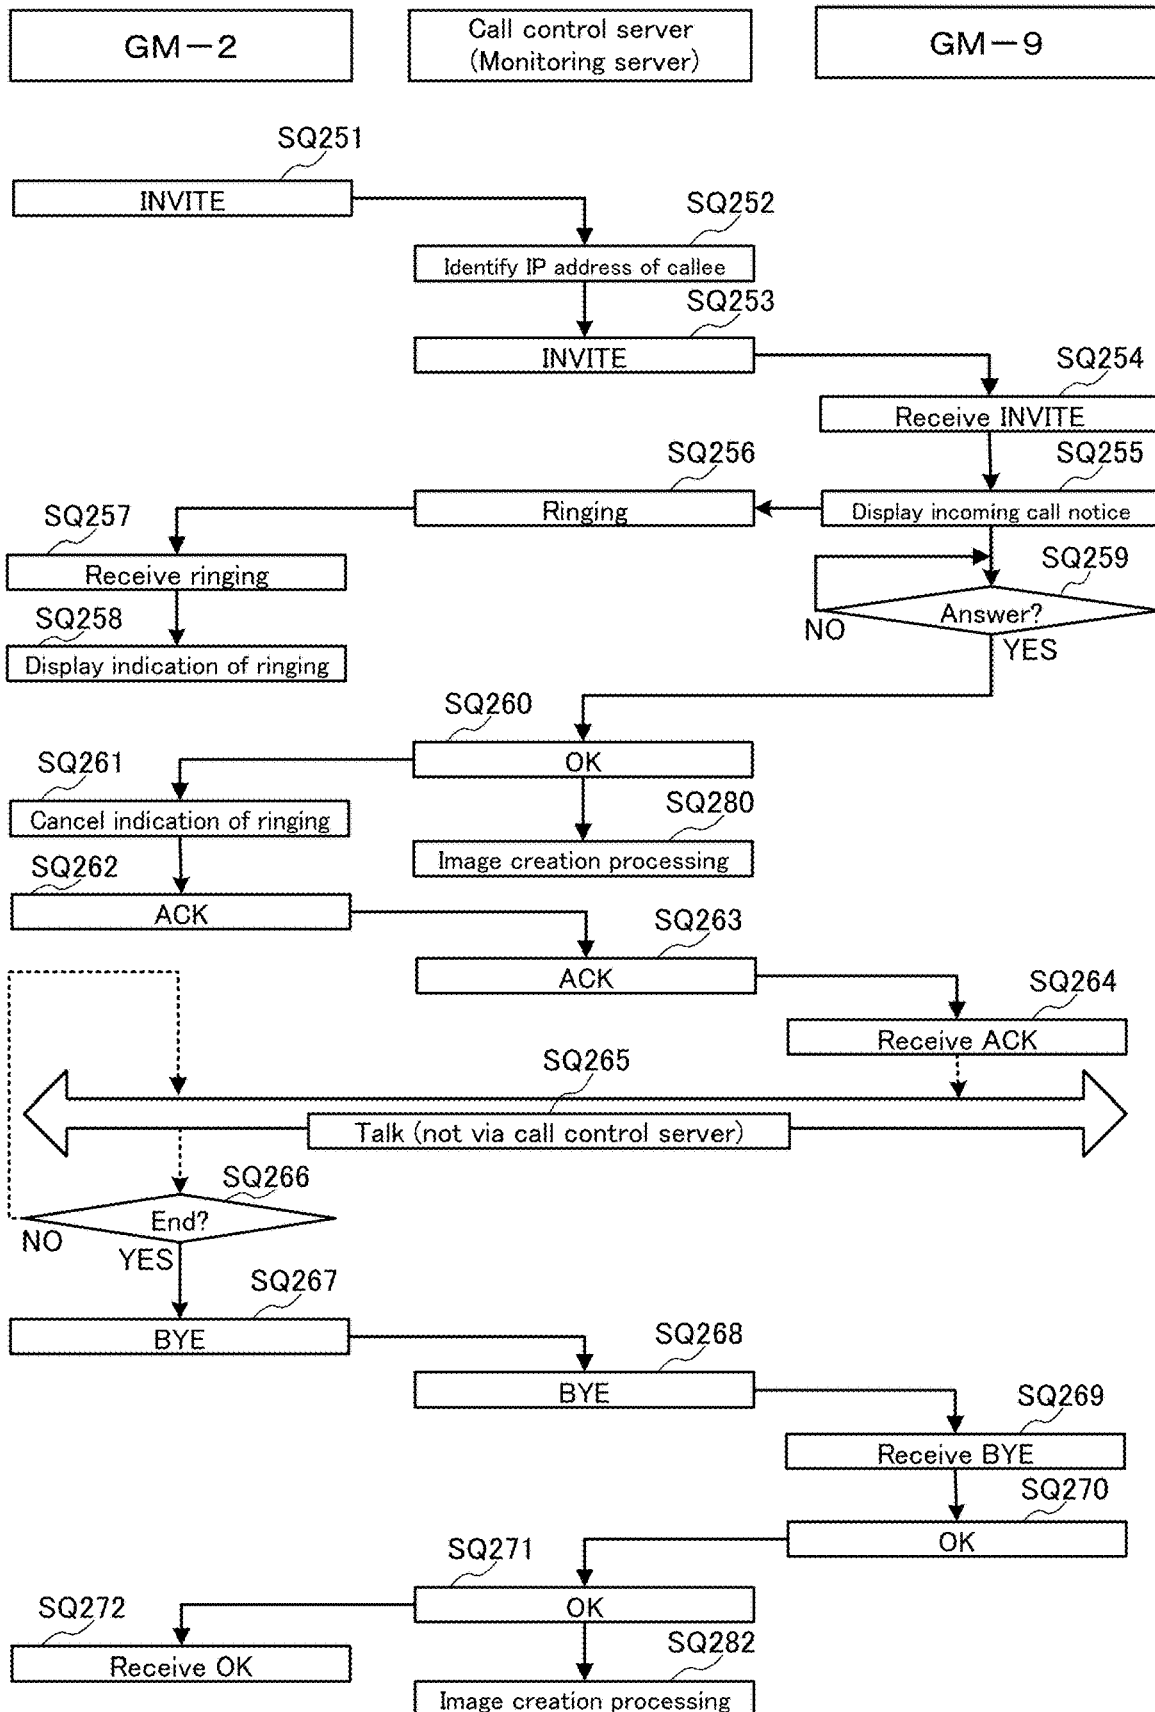 GM-2
Call control server
(Monitoring server)
GM-9
SQ251
INVITE
SQ252
Identify IP address of callee
SQ253
INVITE
SQ254
Receive INVITE
SQ255
Display incoming call notice
SQ256
Ringing
SQ257
Receive ringing
SQ258
Display indication of ringing
SQ259
Answer?
NO
YES
SQ260
OK
SQ261
Cancel indication of ringing
SQ280
Image creation processing
SQ262
ACK
SQ263
ACK
SQ264
Receive ACK
SQ265
Talk (not via call control server)
SQ266
End?
NO
YES
SQ267
BYE
SQ268
BYE
SQ269
Receive BYE
SQ270
OK
SQ271
OK
SQ272
Receive OK
SQ282
Image creation processing